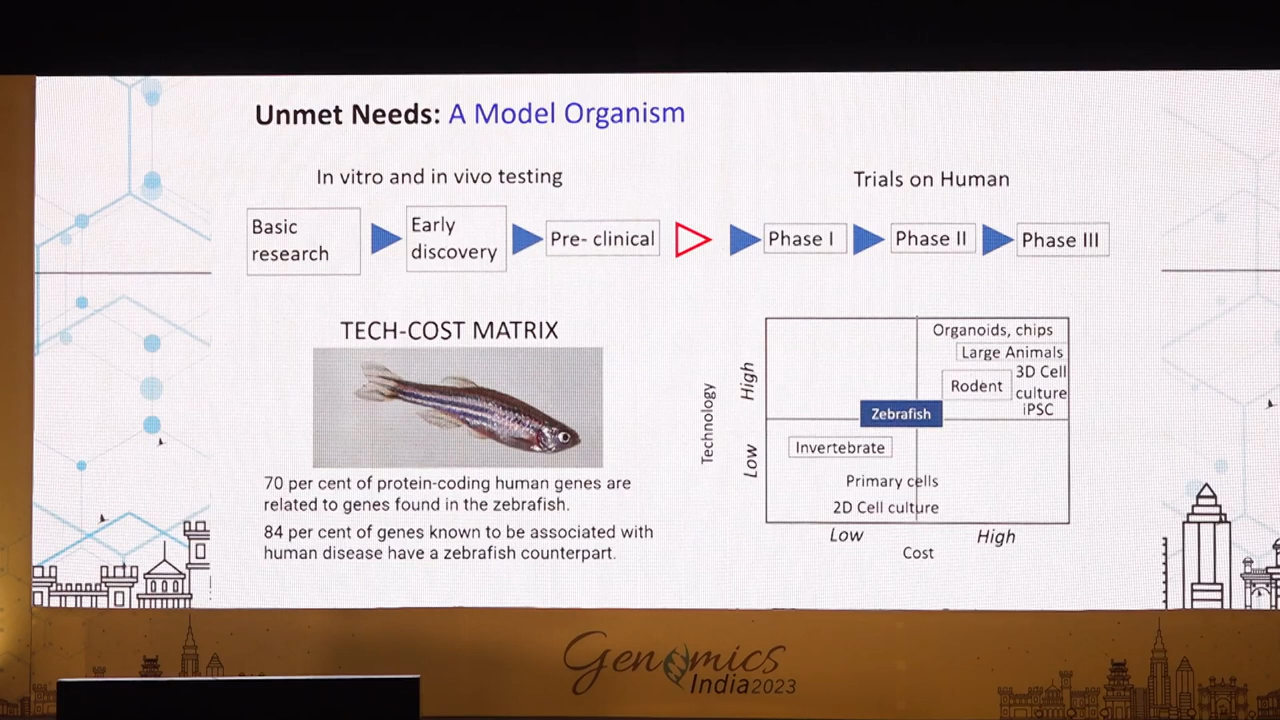 Unmet Needs: A Model Organism
In vitro and in vivo testing
Trials on Human
Basic
research
Early
discovery
Pre- clinical
Phase I
Phase II
Phase III
TECH-COST MATRIX
70 per cent of protein-coding human genes are
related to genes found in the zebrafish.
84 per cent of genes known to be associated with
human disease have a zebrafish counterpart.
Technology
High
Low
Organoids, chips
Large Animals
Rodent
3D Cell
culture
iPSC
Zebrafish
Invertebrate
Primary cells
2D Cell culture
Low
High
Cost
Genomics
India2023